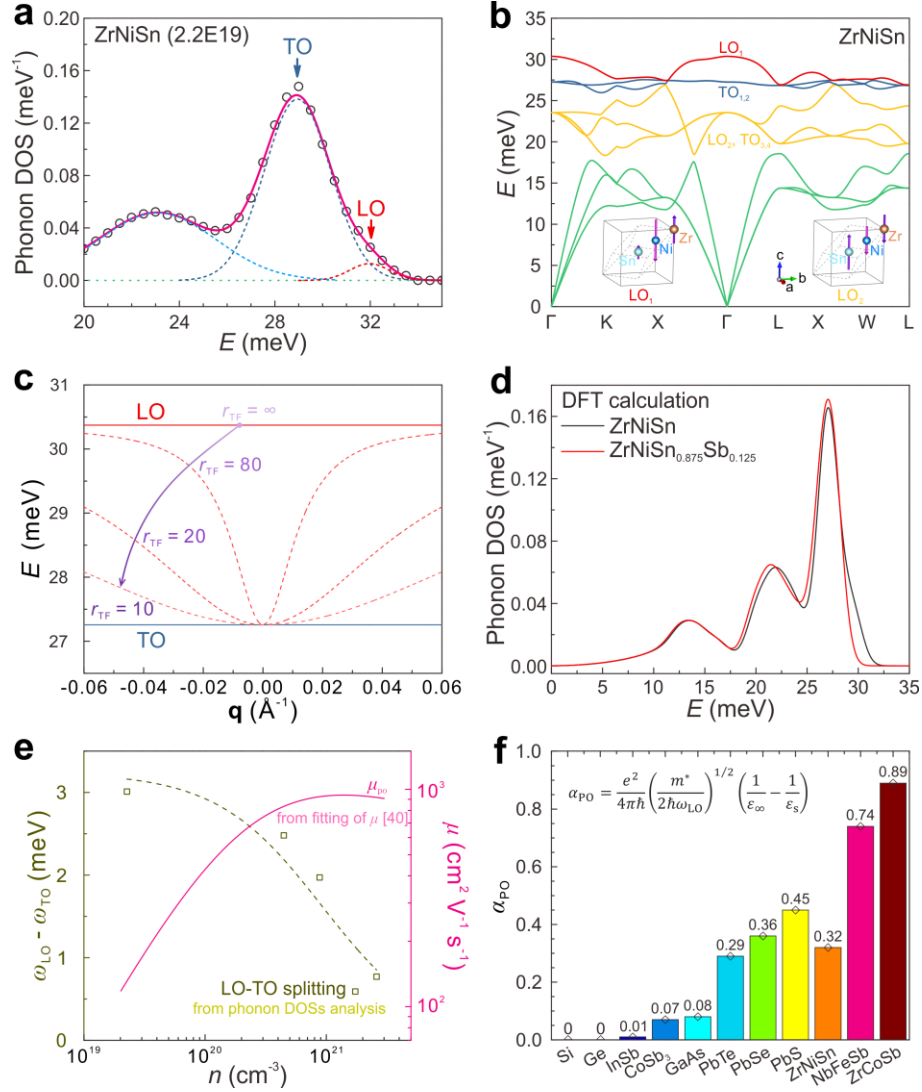 a
ZrNiSn (2.2E19)
TO
LO
0.20
0.16
0.12
0.08
0.04
0.00
Phonon DOS (meV⁻¹)
20 24 28 32
E (meV)
b
ZrNiSn
LO₁
TO₁,₂
LO₂, TO₃,₄
35
30
25
20
15
10
5
0
E (meV)
Sn Ni Zr
LO₁
c
b
a
Sn Ni Zr
LO₂
Γ K X Γ L X W L
c
LO
r_TF = ∞
r_TF = 80
r_TF = 20
r_TF = 10
TO
31
30
29
28
27
E (meV)
-0.06 -0.04 -0.02 0.00 0.02 0.04 0.06
q (Å⁻¹)
d
DFT calculation
ZrNiSn
ZrNiSn₀.₈₇₅Sb₀.₁₂₅
0.16
0.12
0.08
0.04
0.00
Phonon DOS (meV⁻¹)
0 5 10 15 20 25 30 35
E (meV)
e
μ_po
from fitting of μ [40]
LO-TO splitting
from phonon DOSs analysis
3
2
1
0
ω_LO - ω_TO (meV)
10³
10²
μ (cm² V⁻¹ s⁻¹)
10¹⁹ 10²⁰ 10²¹
n (cm⁻³)
f
α_PO = e²/4πℏ (m*/2ℏω_LO)^1/2 (1/ε_∞ - 1/ε_s)
1.0
0.8
0.6
0.4
0.2
0.0
α_PO
0 0 0.01 0.07 0.08 0.29 0.36 0.45 0.32 0.74 0.89
Si Ge InSb CoSb₃ GaAs PbTe PbSe PbS ZrNiSn NbFeSb ZrCoSb